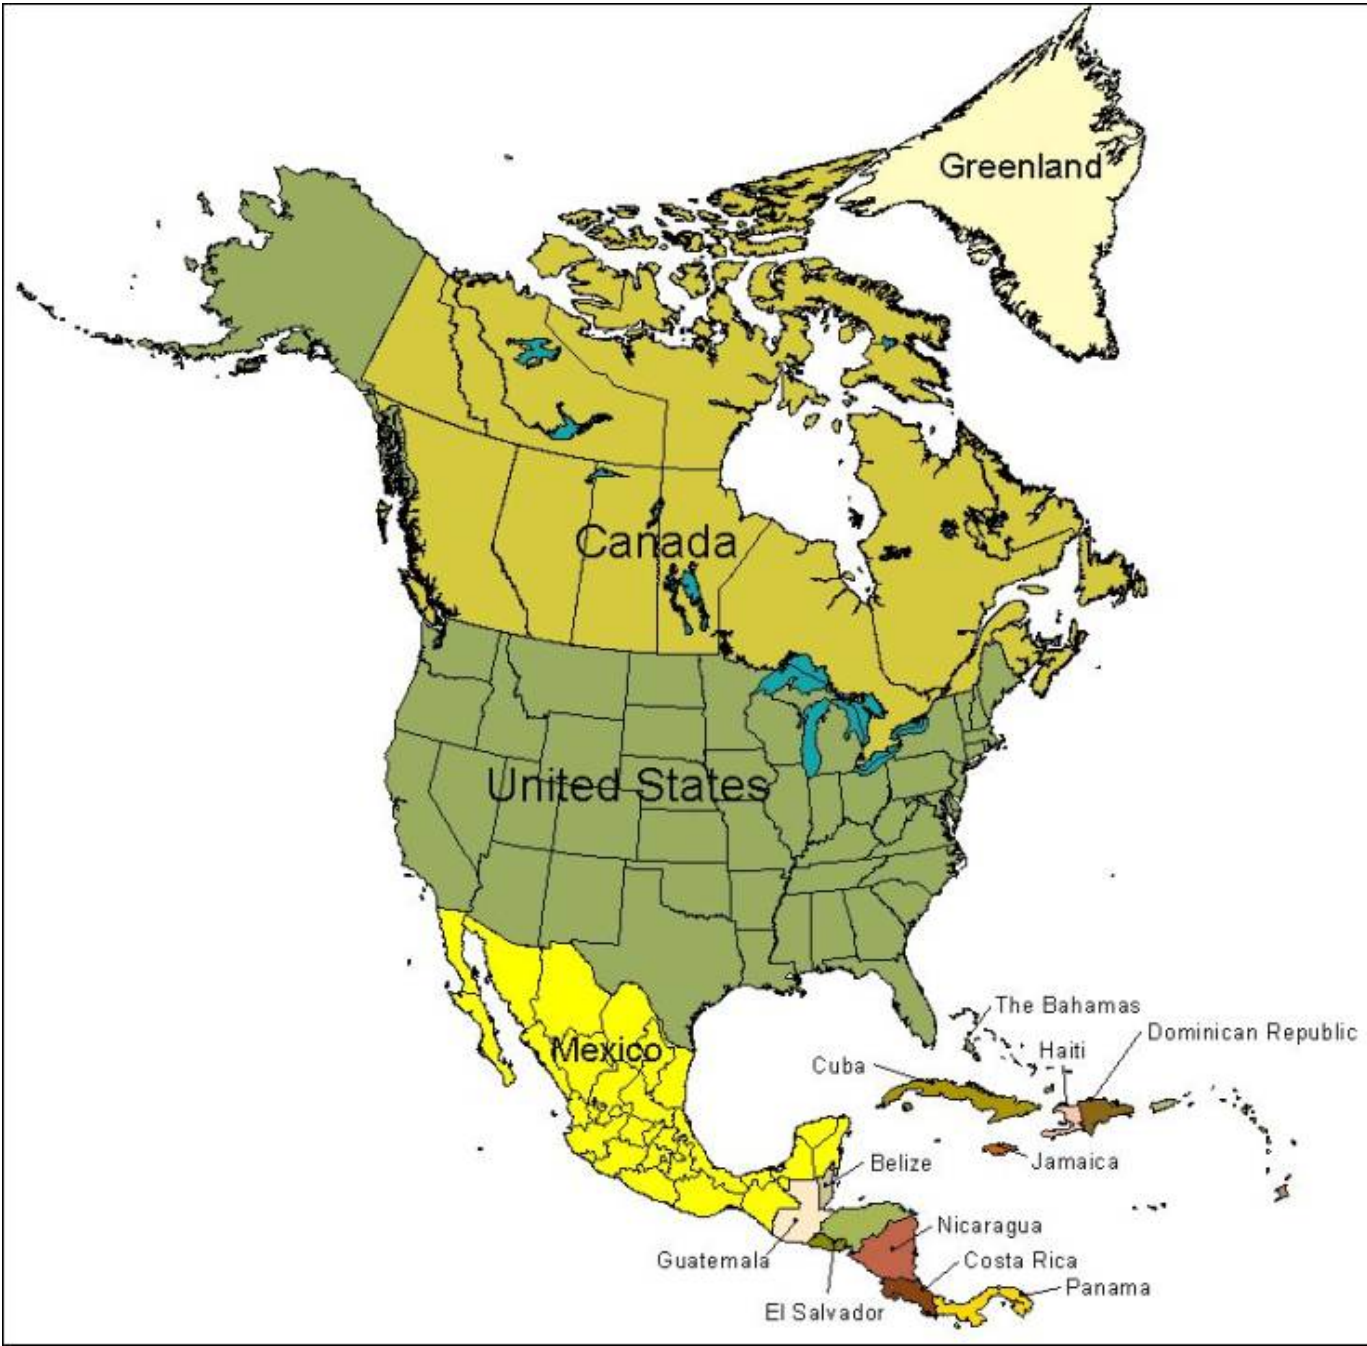 Greenland
Canada
United States
Mexico
The Bahamas
Dominican Republic
Haiti
Cuba
Belize
Jamaica
Nicaragua
Guatemala
Costa Rica
Panama
El Salvador